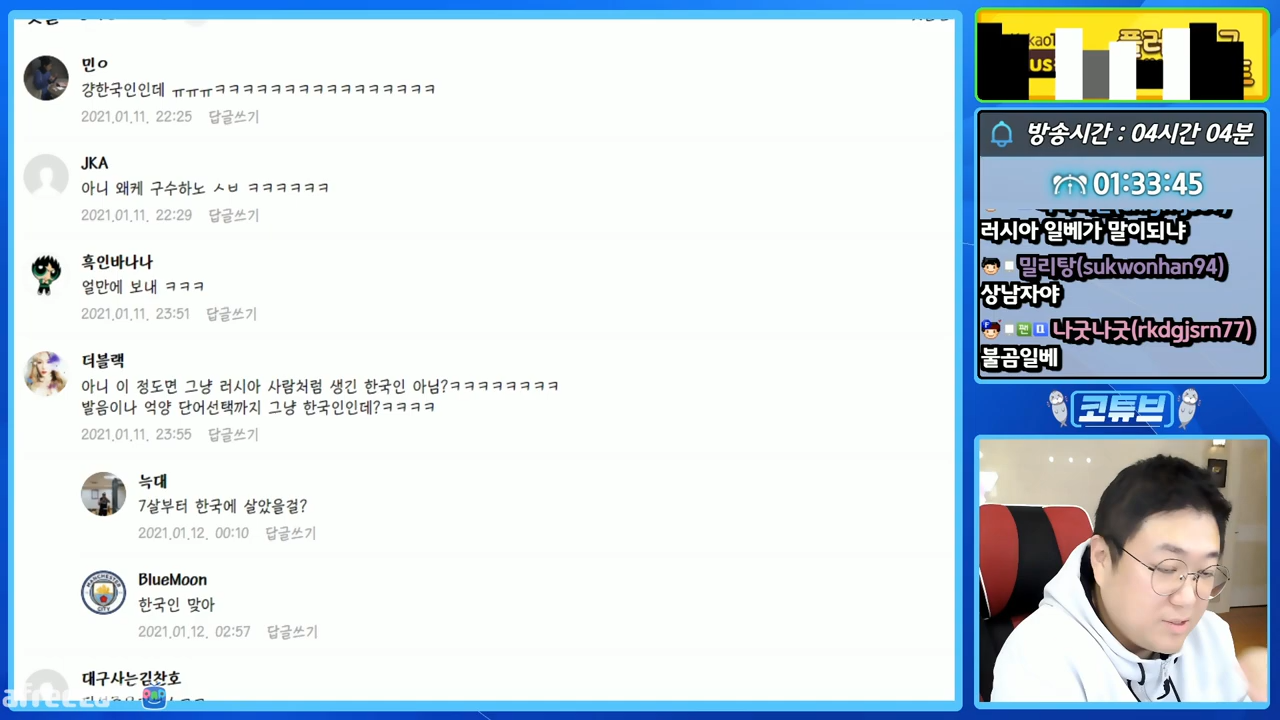 민ㅇ
걍한국인인데 ㅠㅠㅠㅋㅋㅋㅋㅋㅋㅋㅋㅋㅋㅋㅋㅋㅋㅋㅋ
2021.01.11. 22:25 답글쓰기
JKA
아니 왜케 구수하노 ㅅㅂ ㅋㅋㅋㅋㅋㅋ
2021.01.11. 22:29 답글쓰기
흑인바나나
얼만에 보내 ㅋㅋㅋ
2021.01.11. 23:51 답글쓰기
더블랙
아니 이 정도면 그냥 러시아 사람처럼 생긴 한국인 아님?ㅋㅋㅋㅋㅋㅋㅋㅋ
발음이나 억양 단어선택까지 그냥 한국인인데?ㅋㅋㅋㅋ
2021.01.11. 23:55 답글쓰기
늑대
7살부터 한국에 살았을걸?
2021.01.12. 00:10 답글쓰기
BlueMoon
한국인 맞아
2021.01.12. 02:57 답글쓰기
대구사는김찬호
방송시간 : 04시간 04분
01:33:45
러시아 일베가 말이되냐
밀리탕(sukwonhan94)
상남자야
팬 나굿나굿(rkdgjsrn77)
불곰일베
코튜브
MANCHESTER
CITY